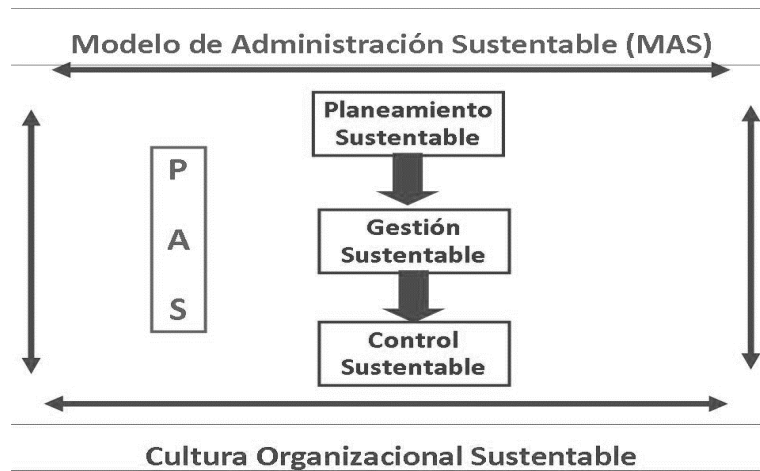 Modelo de Administración Sustentable (MAS)
Planeamiento
Sustentable
P
A
S
Gestión
Sustentable
Control
Sustentable
Cultura Organizacional Sustentable